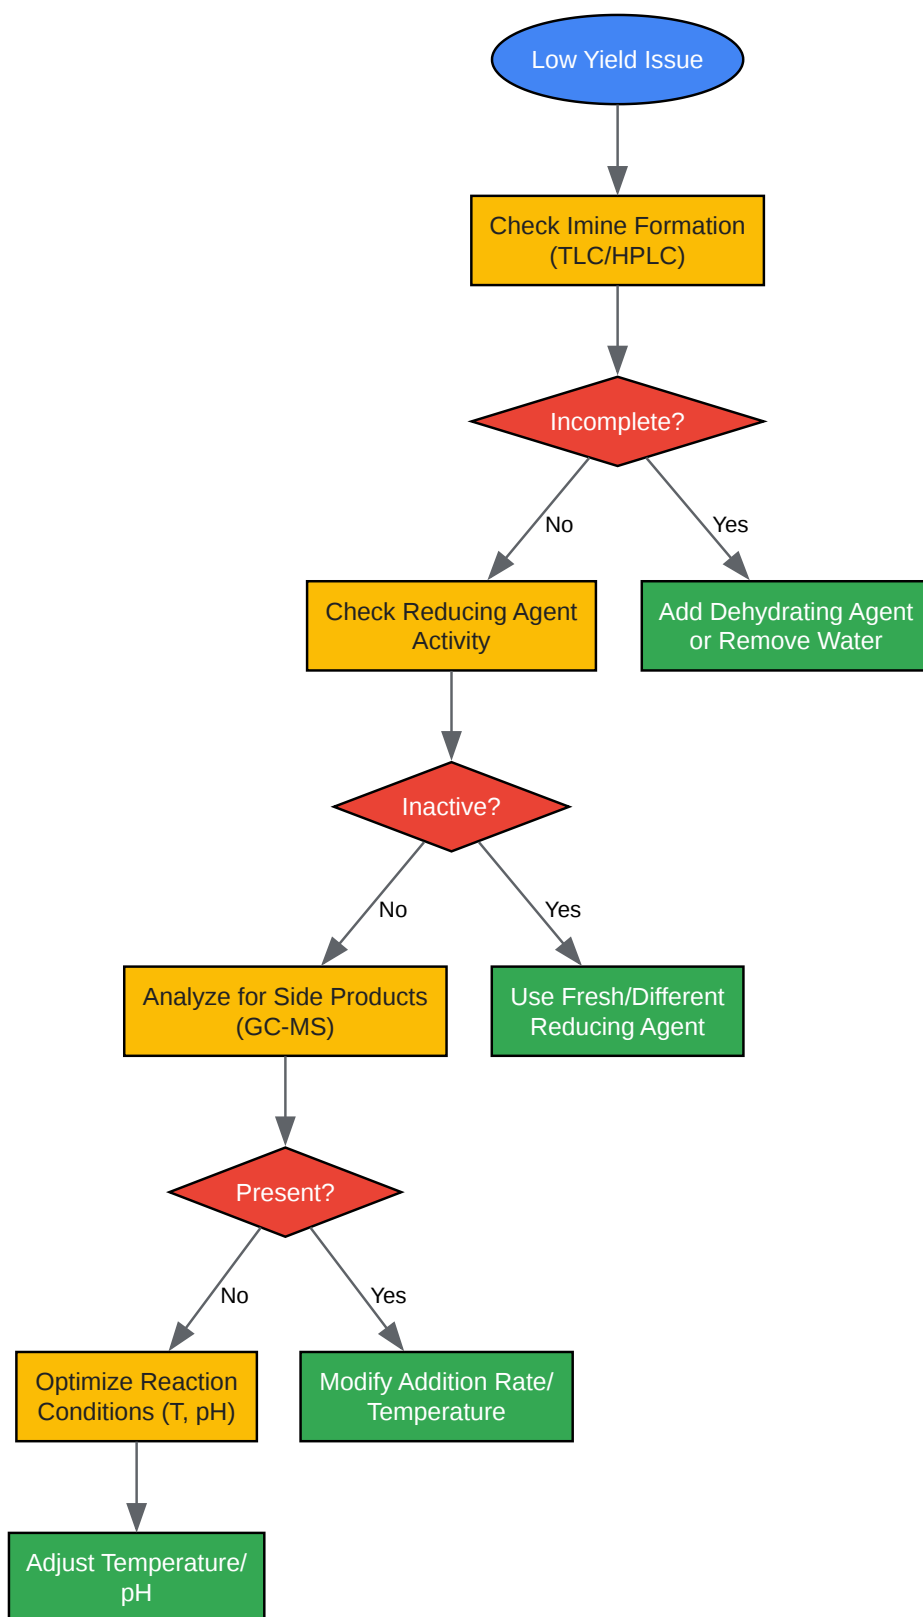 Low Yield Issue
Check Imine Formation
(TLC/HPLC)
Incomplete?
No
Yes
Check Reducing Agent
Activity
Add Dehydrating Agent
or Remove Water
Inactive?
No
Yes
Analyze for Side Products
(GC-MS)
Use Fresh/Different
Reducing Agent
Present?
No
Yes
Optimize Reaction
Conditions (T, pH)
Modify Addition Rate/
Temperature
Adjust Temperature/
pH